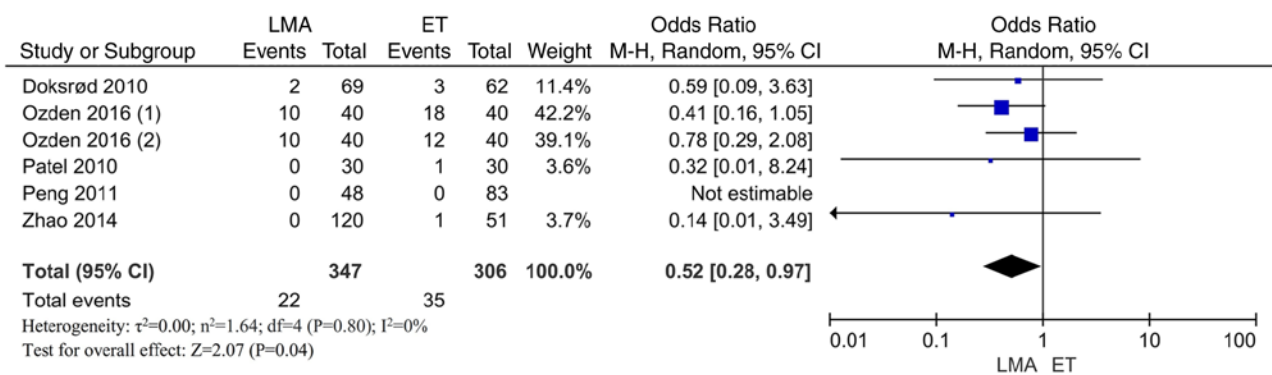 LMA ET Odds Ratio Odds Ratio
Study or Subgroup Events Total Events Total Weight M-H, Random, 95% CI M-H, Random, 95% CI
Doksrød 2010 2 69 3 62 11.4% 0.59 [0.09, 3.63]
Ozden 2016 (1) 10 40 18 40 42.2% 0.41 [0.16, 1.05]
Ozden 2016 (2) 10 40 12 40 39.1% 0.78 [0.29, 2.08]
Patel 2010 0 30 1 30 3.6% 0.32 [0.01, 8.24]
Peng 2011 0 48 0 83 Not estimable
Zhao 2014 0 120 1 51 3.7% 0.14 [0.01, 3.49]
Total (95% CI) 347 306 100.0% 0.52 [0.28, 0.97]
Total events 22 35
Heterogeneity: τ²=0.00; n²=1.64; df=4 (P=0.80); I²=0%
Test for overall effect: Z=2.07 (P=0.04)
0.01 0.1 1 10 100
LMA ET